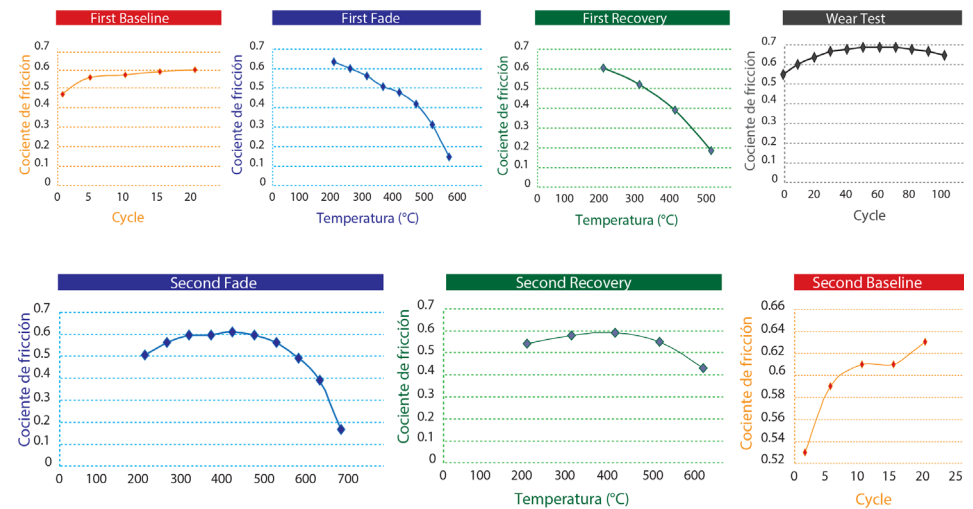 First Baseline
Cociente de fricción
0.7
0.6
0.5
0.4
0.3
0.2
0.1
0
0 5 10 15 20
Cycle
First Fade
Cociente de fricción
0.7
0.6
0.5
0.4
0.3
0.2
0.1
0
0 100 200 300 400 500 600
Temperatura (°C)
First Recovery
Cociente de fricción
0.7
0.6
0.5
0.4
0.3
0.2
0.1
0
0 100 200 300 400 500
Temperatura (°C)
Wear Test
Cociente de fricción
0.7
0.6
0.5
0.4
0.3
0.2
0.1
0
0 20 40 60 80 100
Cycle
Second Fade
Cociente de fricción
0.7
0.6
0.5
0.4
0.3
0.2
0.1
0
0 100 200 300 400 500 600 700
Second Recovery
Cociente de fricción
0.7
0.6
0.5
0.4
0.3
0.2
0.1
0
0 100 200 300 400 500 600
Temperatura (°C)
Second Baseline
Cociente de fricción
0.66
0.64
0.62
0.6
0.58
0.56
0.54
0.52
0 5 10 15 20 25
Cycle